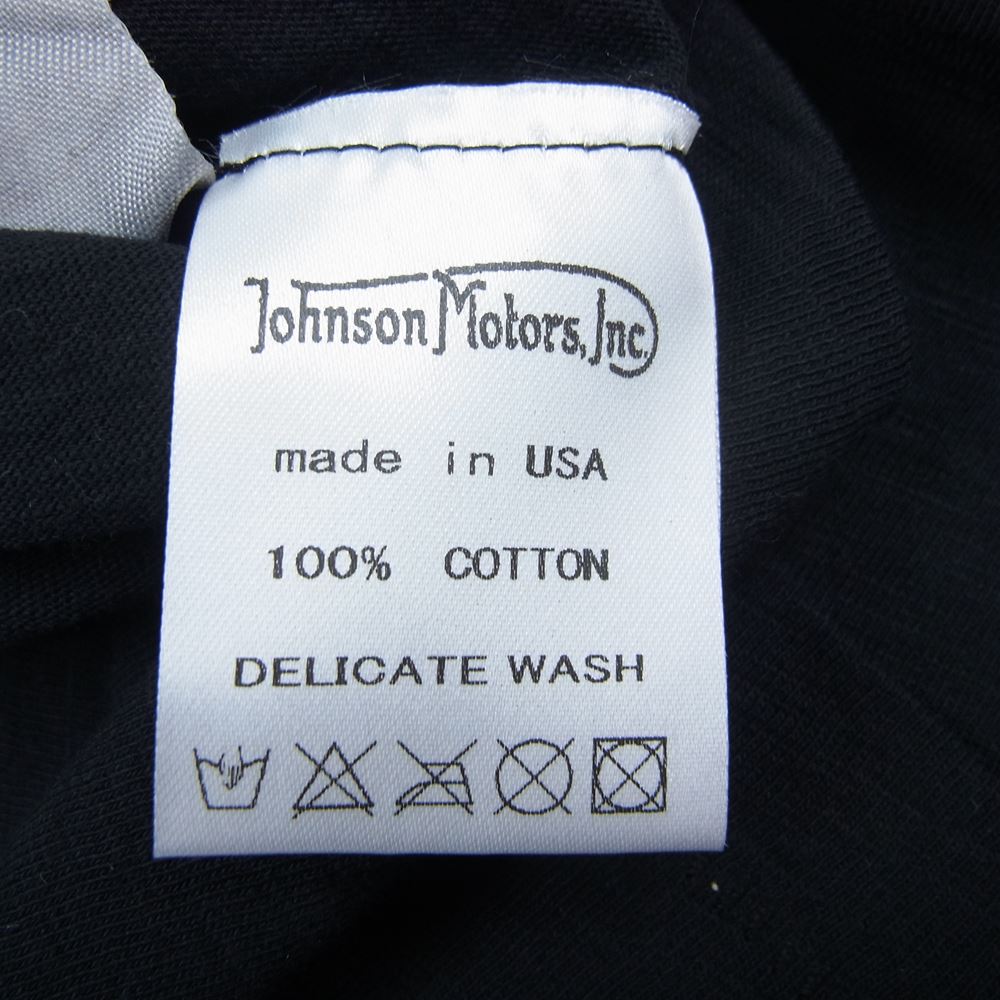 Johnson Motors, Inc.
made in USA
100% COTTON
DELICATE WASH